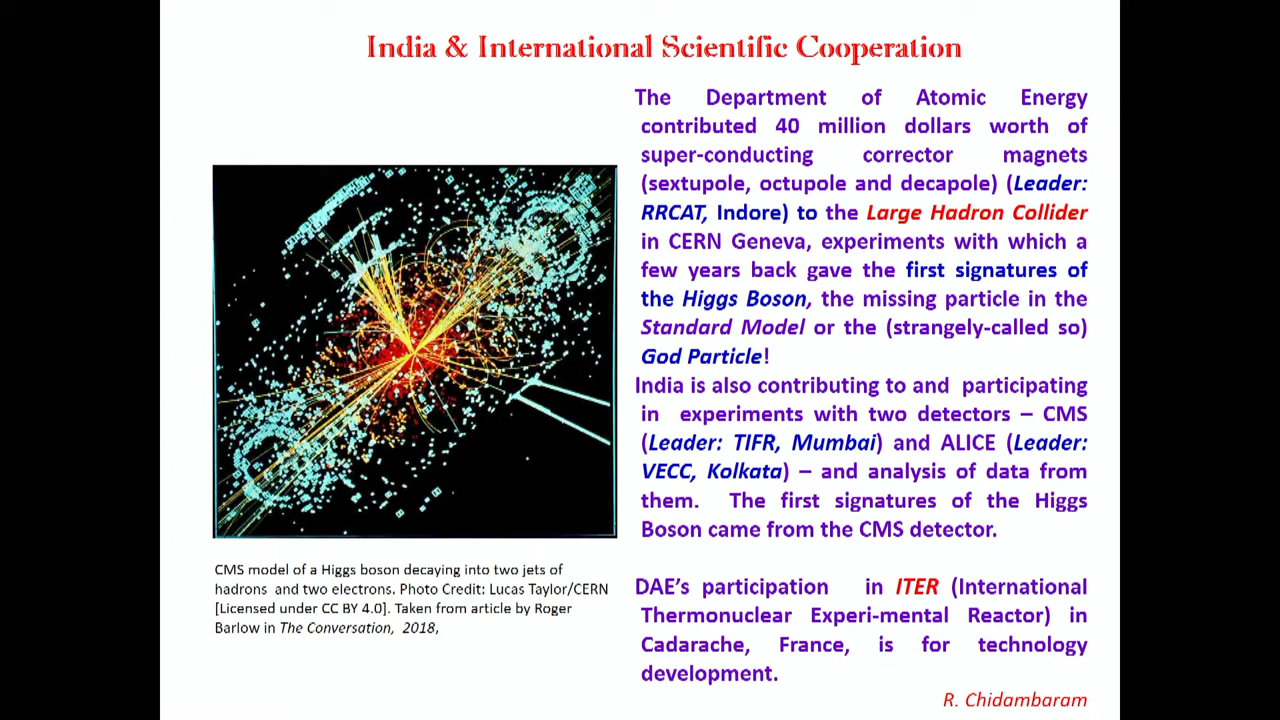 India & International Scientific Cooperation
The Department of Atomic Energy
contributed 40 million dollars worth of
super-conducting corrector magnets
(sextupole, octupole and decapole) (Leader:
RRCAT, Indore) to the Large Hadron Collider
in CERN Geneva, experiments with which a
few years back gave the first signatures of
the Higgs Boson, the missing particle in the
Standard Model or the (strangely-called so)
God Particle!
India is also contributing to and participating
in experiments with two detectors – CMS
(Leader: TIFR, Mumbai) and ALICE (Leader:
VECC, Kolkata) – and analysis of data from
them. The first signatures of the Higgs
Boson came from the CMS detector.
DAE's participation in ITER (International
Thermonuclear Experi-mental Reactor) in
Cadarache, France, is for technology
development.
CMS model of a Higgs boson decaying into two jets of
hadrons and two electrons. Photo Credit: Lucas Taylor/CERN
[Licensed under CC BY 4.0]. Taken from article by Roger
Barlow in The Conversation, 2018,
R. Chidambaram